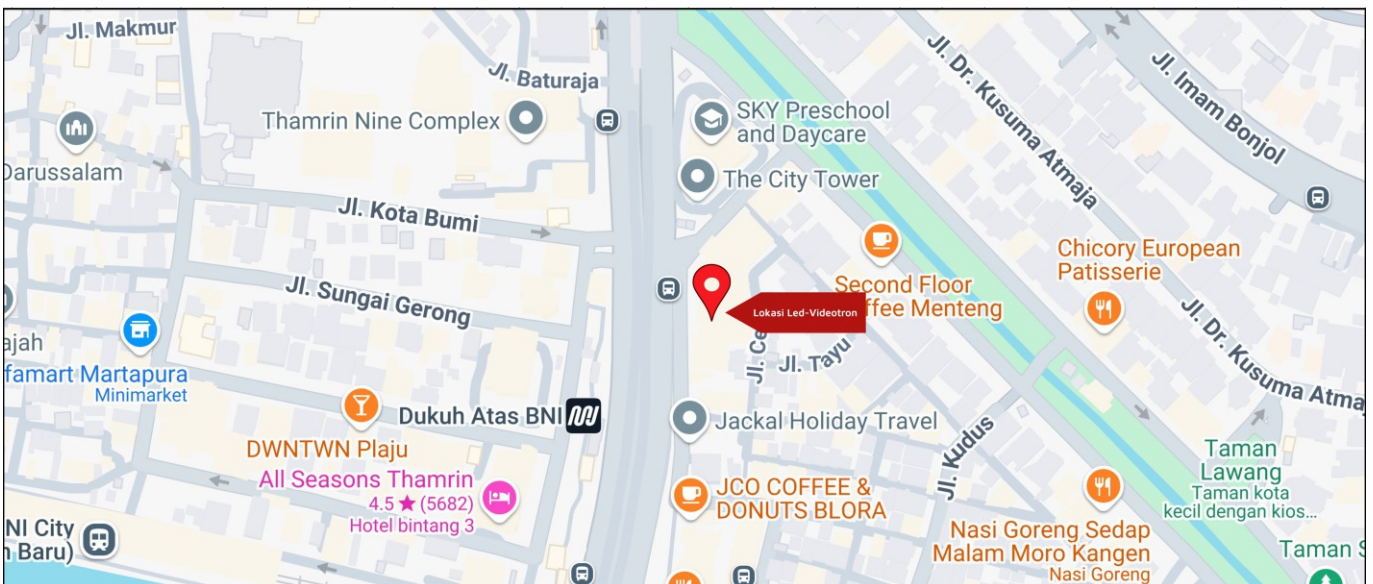 Jl. Makmur
Jl. Baturaja
Jl. Dr. Kusuma Atmaja
Jl. Imam Bonjol
Thamrin Nine Complex
SKY Preschool
and Daycare
Darussalam
The City Tower
Jl. Kota Bumi
Chicory European
Patisserie
Jl. Sungai Gerong
Second Floor
ffee Menteng
Lokasi Led-Videotron
Jl. Ce
Jl. Tayu
Jl. Dr. Kusuma Atma
ajah
famart Martapura
Minimarket
Dukuh Atas BNI
Jackal Holiday Travel
DWNTWN Plaju
Jl. Kudus
All Seasons Thamrin
4.5 ★ (5682)
Hotel bintang 3
JCO COFFEE &
DONUTS BLORA
Taman
Lawang
Taman kota
kecil dengan kios...
NI City
n Baru)
Nasi Goreng Sedap
Malam Moro Kangen
Nasi Goreng
Taman S